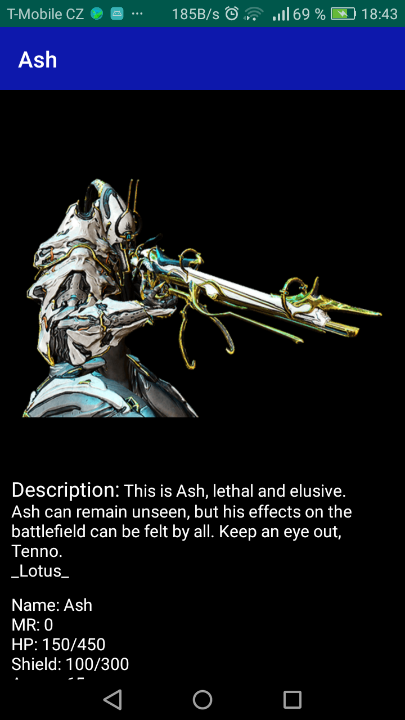 T-Mobile CZ ... 185B/s 69 % 18:43
Ash
Description: This is Ash, lethal and elusive.
Ash can remain unseen, but his effects on the
battlefield can be felt by all. Keep an eye out,
Tenno.
_Lotus_
Name: Ash
MR: 0
HP: 150/450
Shield: 100/300